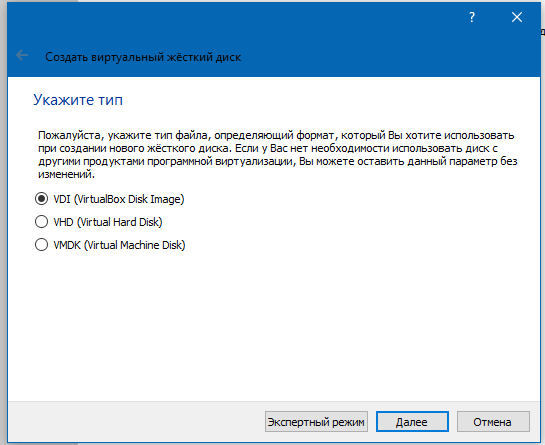 ?
Создать виртуальный жёсткий диск
Укажите тип
Пожалуйста, укажите тип файла, определяющий формат, который Вы хотите использовать
при создании нового жёсткого диска. Если у Вас нет необходимости использовать диск с
другими продуктами программной виртуализации, Вы можете оставить данный параметр без
изменений.
VDI (VirtualBox Disk Image)
VHD (Virtual Hard Disk)
VMDK (Virtual Machine Disk)
Экспертный режим Далее Отмена